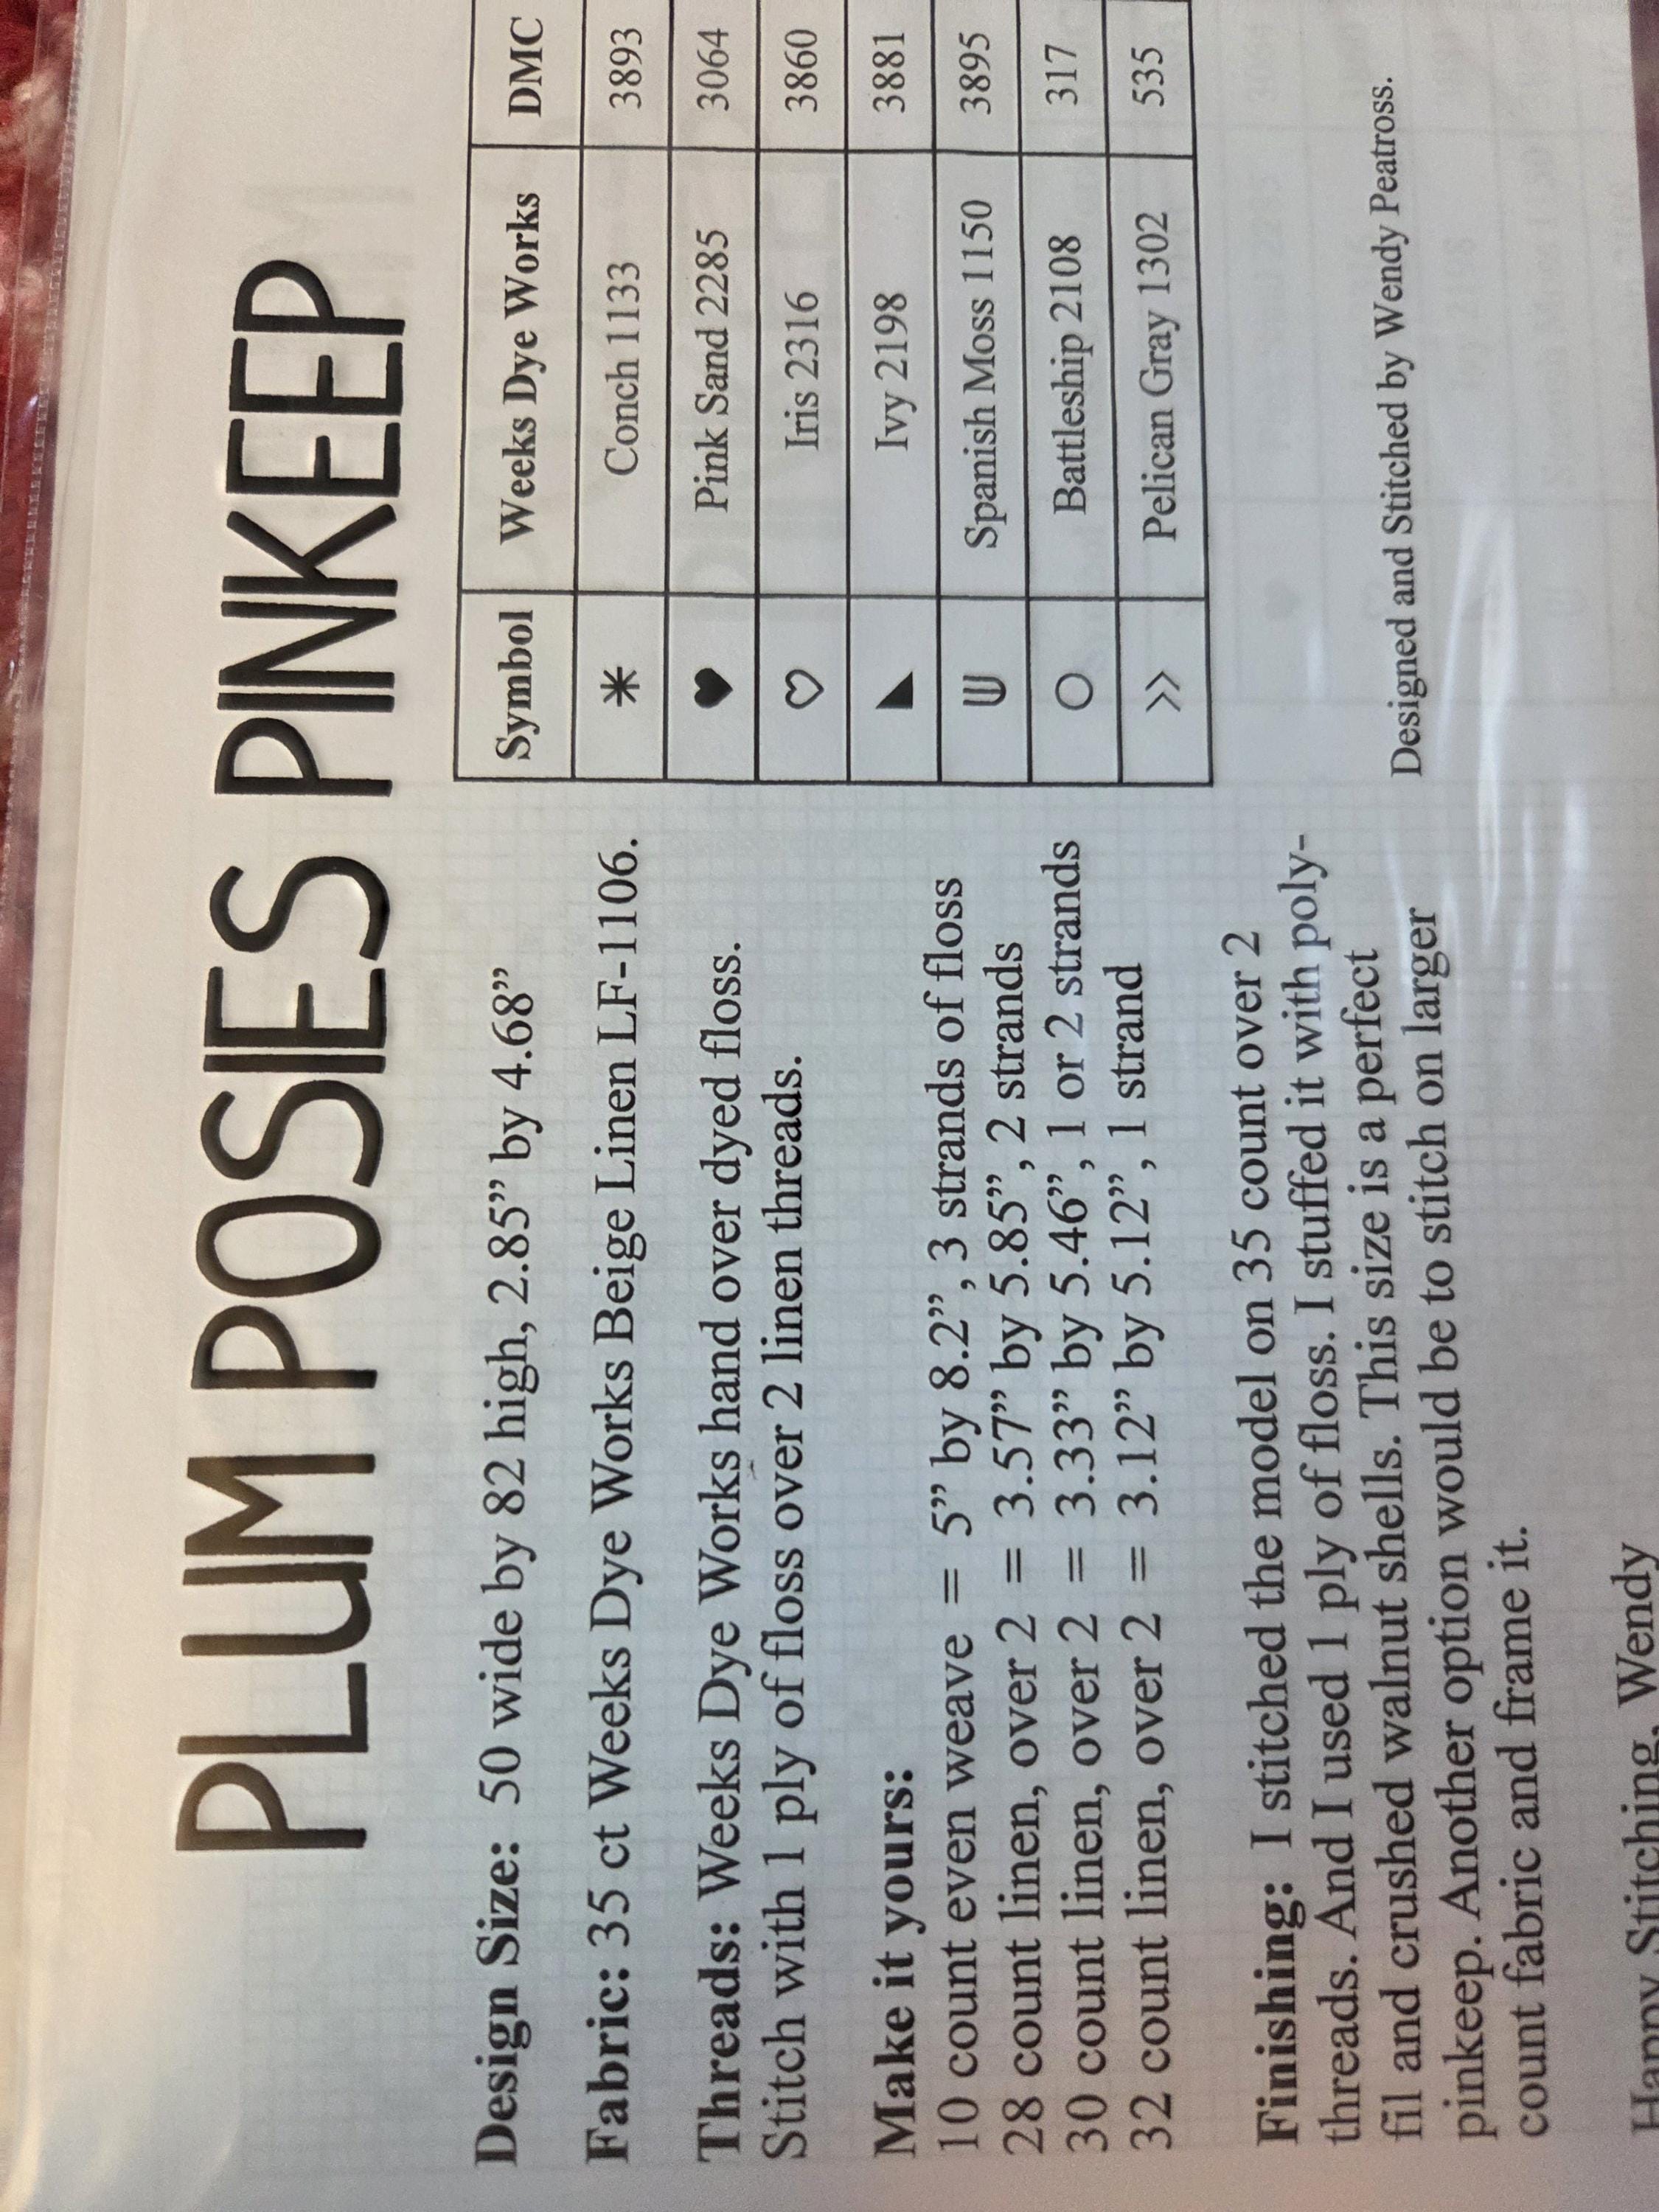 PLUM POSIES PINKEEP
Design Size: 50 wide by 82 high, 2.85” by 4.68”
Fabric: 35 ct Weeks Dye Works Beige Linen LF-1106.
Threads: Weeks Dye Works hand over dyed floss.
Stitch with 1 ply of floss over 2 linen threads.
Make it yours:
10 count even weave = 5” by 8.2”, 3 strands of floss
28 count linen, over 2 = 3.57” by 5.85”, 2 strands
30 count linen, over 2 = 3.33” by 5.46”, 1 or 2 strands
32 count linen, over 2 = 3.12” by 5.12”, 1 strand
Finishing: I stitched the model on 35 count over 2
threads. And I used 1 ply of floss. I stuffed it with poly-
fil and crushed walnut shells. This size is a perfect
pinkeep. Another option would be to stitch on larger
count fabric and frame it.
Happy Stitching, Wendy
Symbol Weeks Dye Works DMC
Conch 1133 3893
♥ Pink Sand 2285 3064
♡ Iris 2316 3860
Ivy 2198 3881
Spanish Moss 1150 3895
○ Battleship 2108 317
>> Pelican Gray 1302 535
Designed and Stitched by Wendy Peatross.